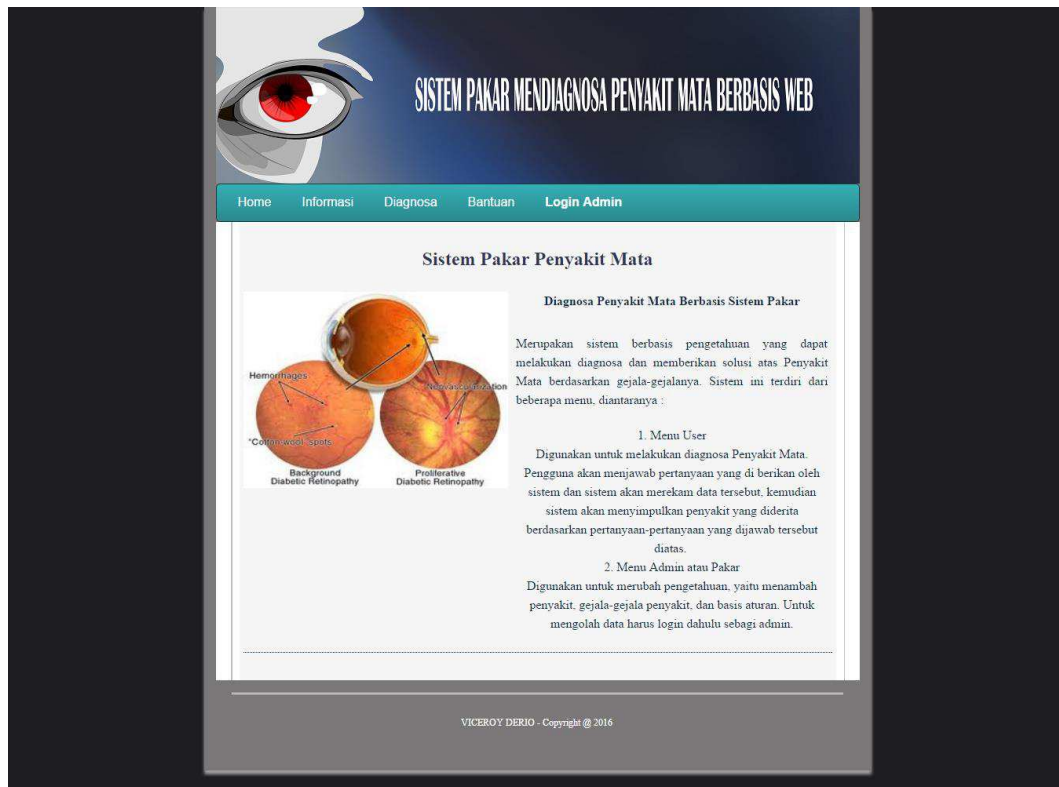 SISTEM PAKAR MENDIAGNOSA PENYAKIT MATA BERBASIS WEB
Home Informasi Diagnosa Bantuan Login Admin
Sistem Pakar Penyakit Mata
Hemorrhages
Neovascularization
"Cotton wool" spots
Background
Diabetic Retinopathy
Proliferative
Diabetic Retinopathy
Diagnosa Penyakit Mata Berbasis Sistem Pakar
Merupakan sistem berbasis pengetahuan yang dapat
melakukan diagnosa dan memberikan solusi atas Penyakit
Mata berdasarkan gejala-gejalanya. Sistem ini terdiri dari
beberapa menu, diantaranya :
1. Menu User
Digunakan untuk melakukan diagnosa Penyakit Mata.
Pengguna akan menjawab pertanyaan yang di berikan oleh
sistem dan sistem akan merekam data tersebut, kemudian
sistem akan menyimpulkan penyakit yang diderita
berdasarkan pertanyaan-pertanyaan yang dijawab tersebut
diatas.
2. Menu Admin atau Pakar
Digunakan untuk merubah pengetahuan, yaitu menambah
penyakit, gejala-gejala penyakit, dan basis aturan. Untuk
mengolah data harus login dahulu sebagi admin.
VICEROY DERIO - Copyright @ 2016